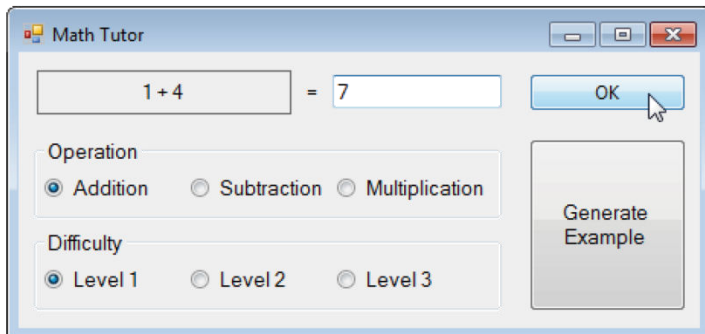 Math Tutor
1 + 4 = 7 OK
Operation
Addition Subtraction Multiplication
Generate
Example
Difficulty
Level 1 Level 2 Level 3